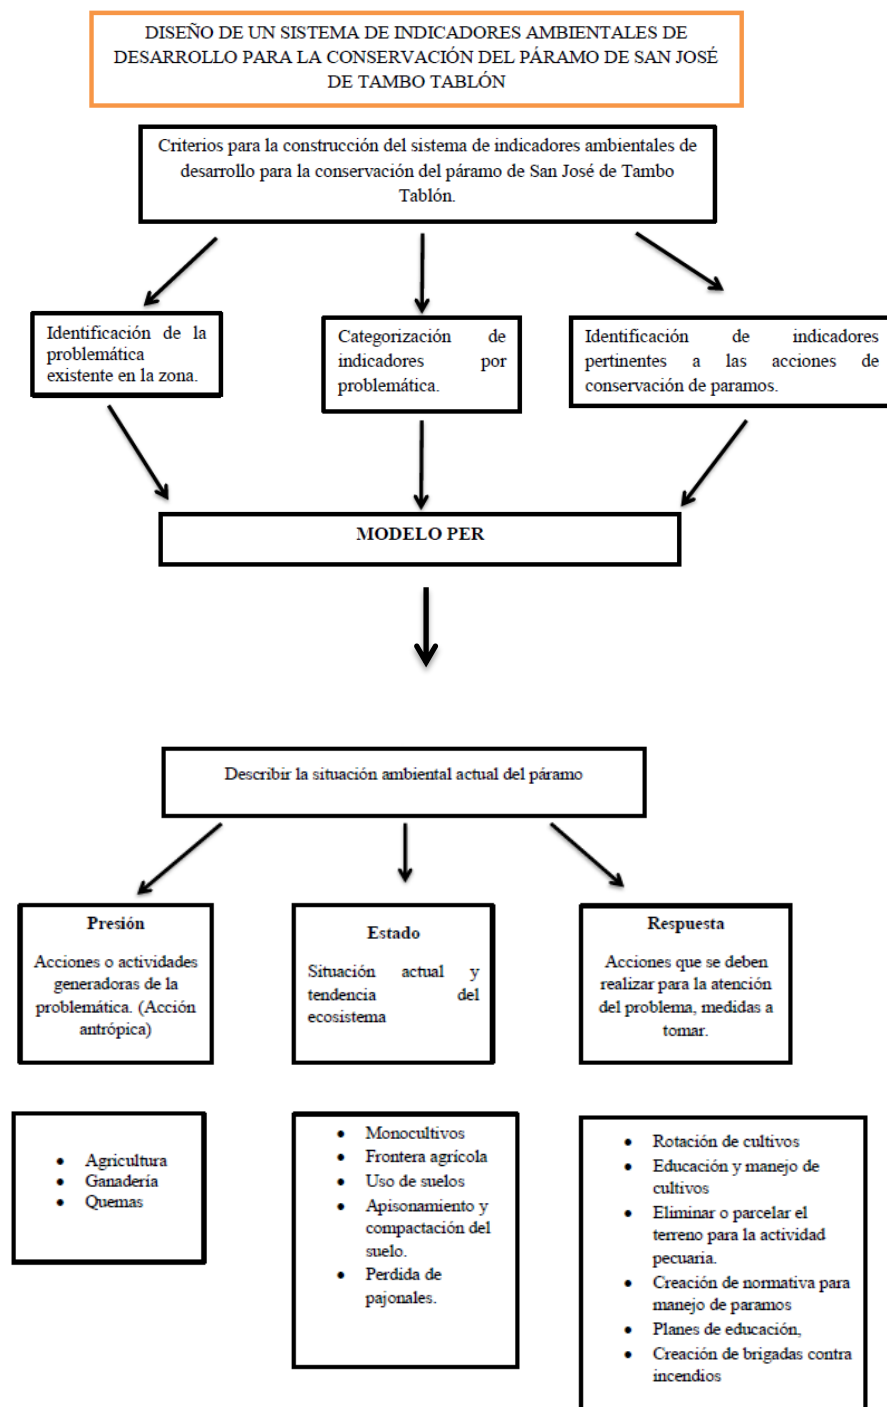 DISEÑO DE UN SISTEMA DE INDICADORES AMBIENTALES DE
DESARROLLO PARA LA CONSERVACIÓN DEL PÁRAMO DE SAN JOSÉ
DE TAMBO TABLÓN
Criterios para la construcción del sistema de indicadores ambientales de
desarrollo para la conservación del páramo de San José de Tambo
Tablón.
Identificación de la
problemática
existente en la zona.
Categorización de
indicadores por
problemática.
Identificación de indicadores
pertinentes a las acciones de
conservación de paramos.
MODELO PER
Describir la situación ambiental actual del páramo
Presión
Acciones o actividades
generadoras de la
problemática. (Acción
antrópica)
Estado
Situación actual y
tendencia del
ecosistema
Respuesta
Acciones que se deben
realizar para la atención
del problema, medidas a
tomar.
• Agricultura
• Ganadería
• Quemas
• Monocultivos
• Frontera agrícola
• Uso de suelos
• Apisonamiento y
compactación del
suelo.
• Perdida de
pajonales.
• Rotación de cultivos
• Educación y manejo de
cultivos
• Eliminar o parcelar el
terreno para la actividad
pecuaria.
• Creación de normativa para
manejo de paramos
• Planes de educación,
• Creación de brigadas contra
incendios